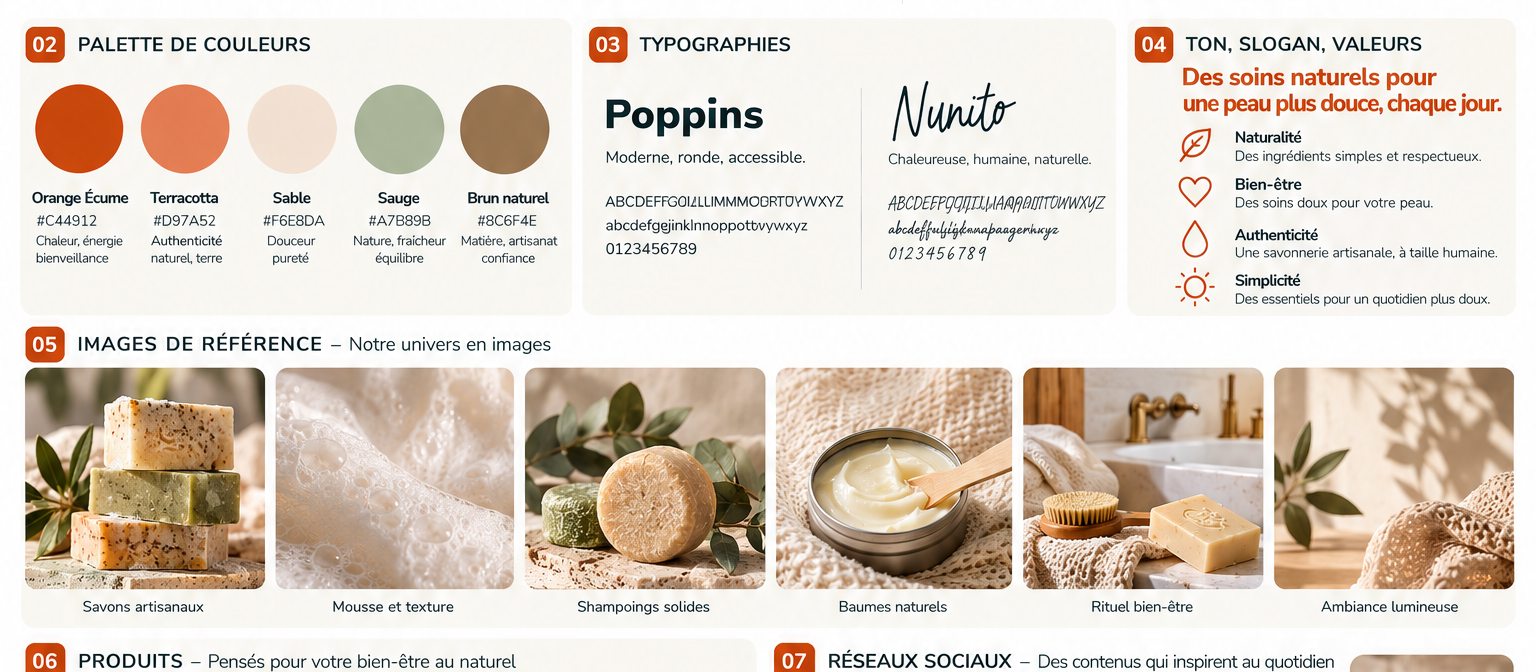 02 PALETTE DE COULEURS
Orange Écume
#C44912
Chaleur, énergie
bienveillance
Terracotta
#D97A52
Authenticité
naturel, terre
Sable
#F6E8DA
Douceur
pureté
Sauge
#A7B89B
Nature, fraîcheur
équilibre
Brun naturel
#8C6F4E
Matière, artisanat
confiance
03 TYPOGRAPHIES
Poppins
Moderne, ronde, accessible.
0123456789
Nunito
Chaleureuse, humaine, naturelle.
0123456789
04 TON, SLOGAN, VALEURS
Des soins naturels pour
une peau plus douce, chaque jour.
Naturalité
Des ingrédients simples et respectueux.
Bien-être
Des soins doux pour votre peau.
Authenticité
Une savonnerie artisanale, à taille humaine.
Simplicité
Des essentiels pour un quotidien plus doux.
05 IMAGES DE RÉFÉRENCE – Notre univers en images
Savons artisanaux
Mousse et texture
Shampoings solides
Baumes naturels
Rituel bien-être
Ambiance lumineuse
06 PRODUITS – Pensés pour votre bien-être au naturel
07 RÉSEAUX SOCIAUX – Des contenus qui inspirent au quotidien